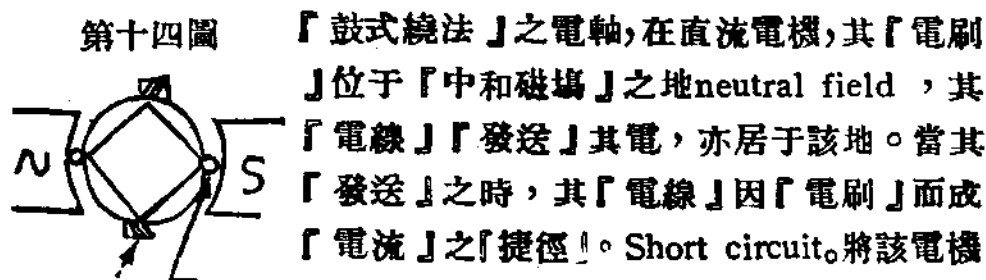 第十四圖
N
S
『鼓式繞法』之電軸,在直流電機,其『電刷
』位于『中和磁塲』之地neutral field ,其
『電線』『發送』其電,亦居于該地。當其
『發送』之時,其『電線』因『電刷』而成
『電流』之『捷徑』。Short circuit。將該電機